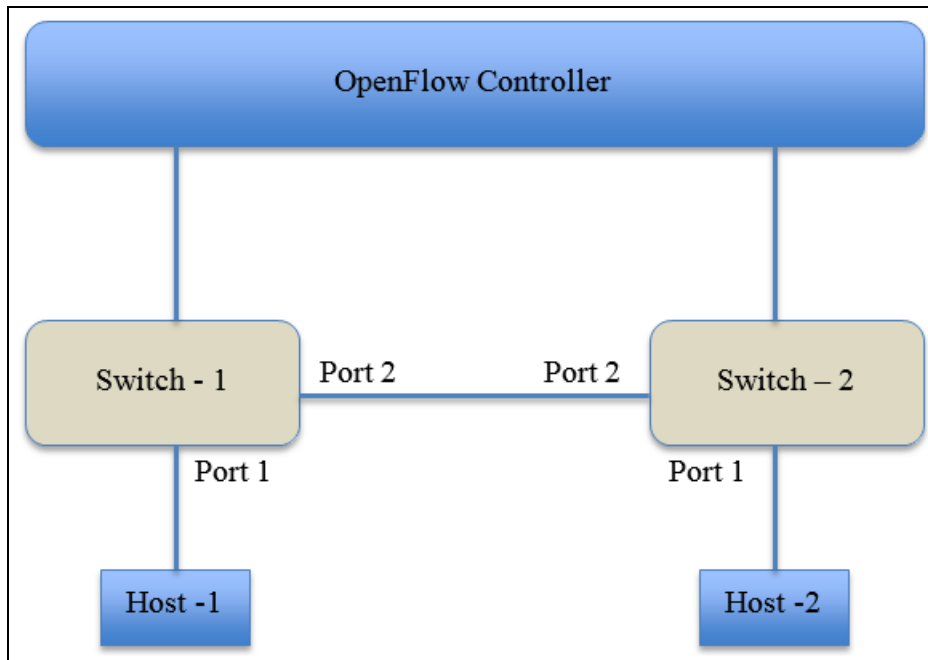 OpenFlow Controller
Switch - 1
Port 2
Port 2
Switch – 2
Port 1
Port 1
Host -1
Host -2